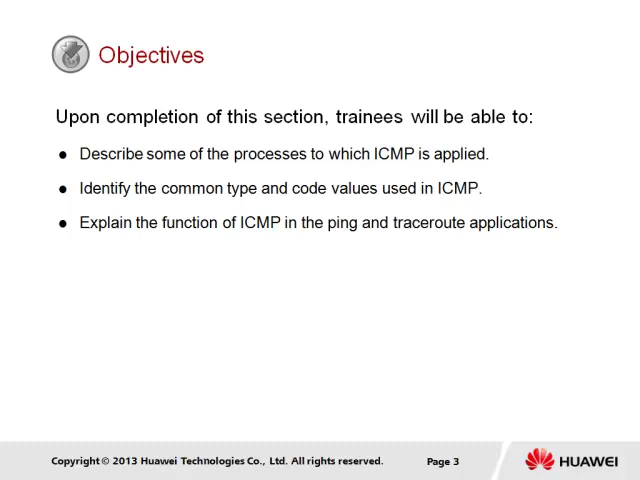 Objectives
Upon completion of this section, trainees will be able to:
● Describe some of the processes to which ICMP is applied.
● Identify the common type and code values used in ICMP.
● Explain the function of ICMP in the ping and traceroute applications.
Copyright © 2013 Huawei Technologies Co., Ltd. All rights reserved.
Page 3
HUAWEI